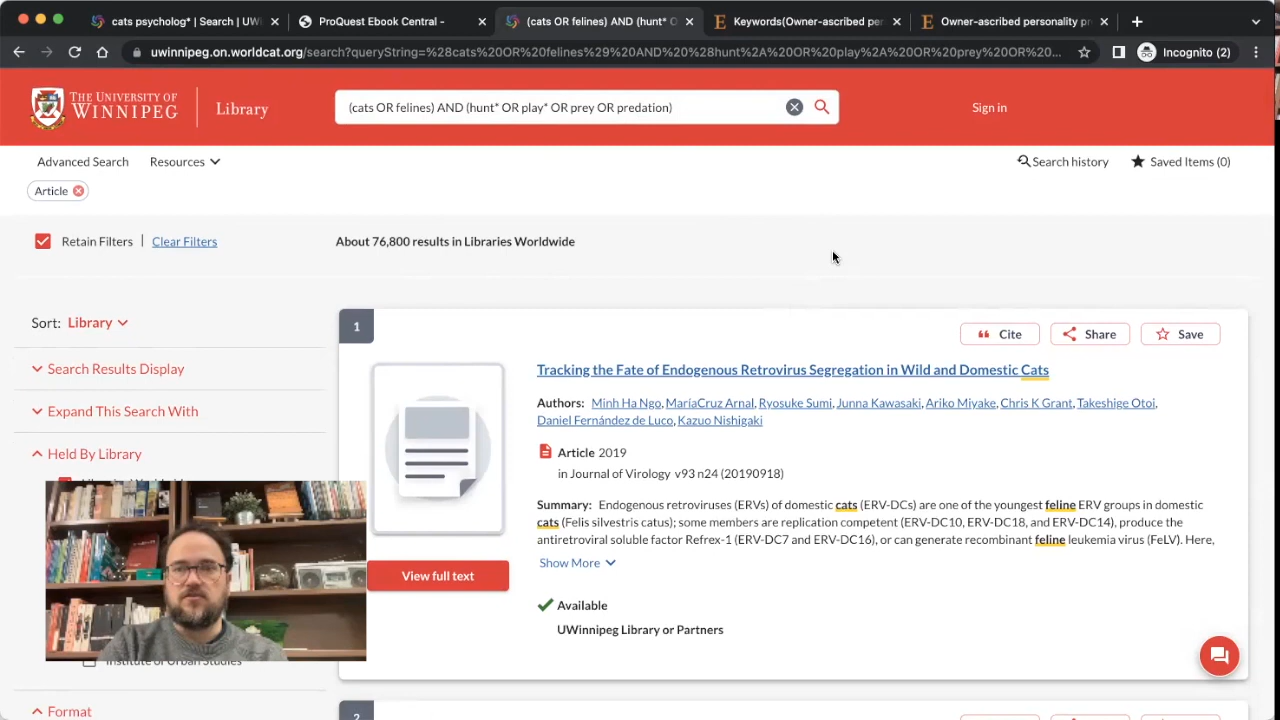 cats psycholog* | Search | UW
ProQuest Ebook Central -
(cats OR felines) AND (hunt* O
Keywords(Owner-ascribed per
Owner-ascribed personality pr
uwinnipeg.on.worldcat.org/search?queryString=%28cats%20OR%20felines%29%20AND%20%28hunt%2A%20OR%20play%2A%20OR%20prey%20OR%20predation%...
Incognito (2)
THE UNIVERSITY OF
WINNIPEG
Library
(cats OR felines) AND (hunt* OR play* OR prey OR predation)
Sign in
Advanced Search Resources
Search history
Saved Items (0)
Article
Retain Filters | Clear Filters
About 76,800 results in Libraries Worldwide
Sort: Library
Search Results Display
Expand This Search With
Held By Library
Institute of Urban Studies
Format
1
Cite
Share
Save
Tracking the Fate of Endogenous Retrovirus Segregation in Wild and Domestic Cats
Authors: Minh Ha Ngo, MaríaCruz Arnal, Ryosuke Sumi, Junna Kawasaki, Ariko Miyake, Chris K Grant, Takeshige Otoi,
Daniel Fernández de Luco, Kazuo Nishigaki
Article 2019
in Journal of Virology v93 n24 (20190918)
Summary: Endogenous retroviruses (ERVs) of domestic cats (ERV-DCs) are one of the youngest feline ERV groups in domestic
cats (Felis silvestris catus); some members are replication competent (ERV-DC10, ERV-DC18, and ERV-DC14), produce the
antiretroviral soluble factor Refrex-1 (ERV-DC7 and ERV-DC16), or can generate recombinant feline leukemia virus (FeLV). Here,
Show More
View full text
Available
UWinnipeg Library or Partners
2